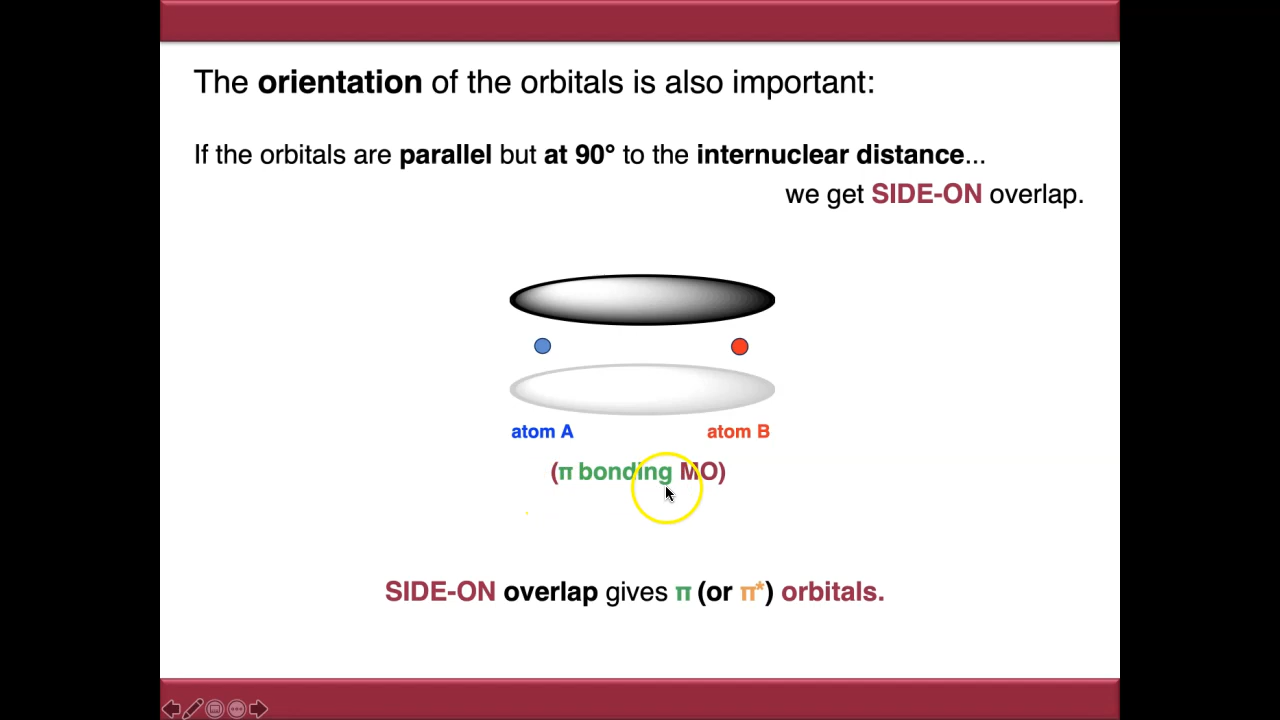 The orientation of the orbitals is also important:
If the orbitals are parallel but at 90° to the internuclear distance...
we get SIDE-ON overlap.
atom A atom B
(π bonding MO)
SIDE-ON overlap gives π (or π*) orbitals.